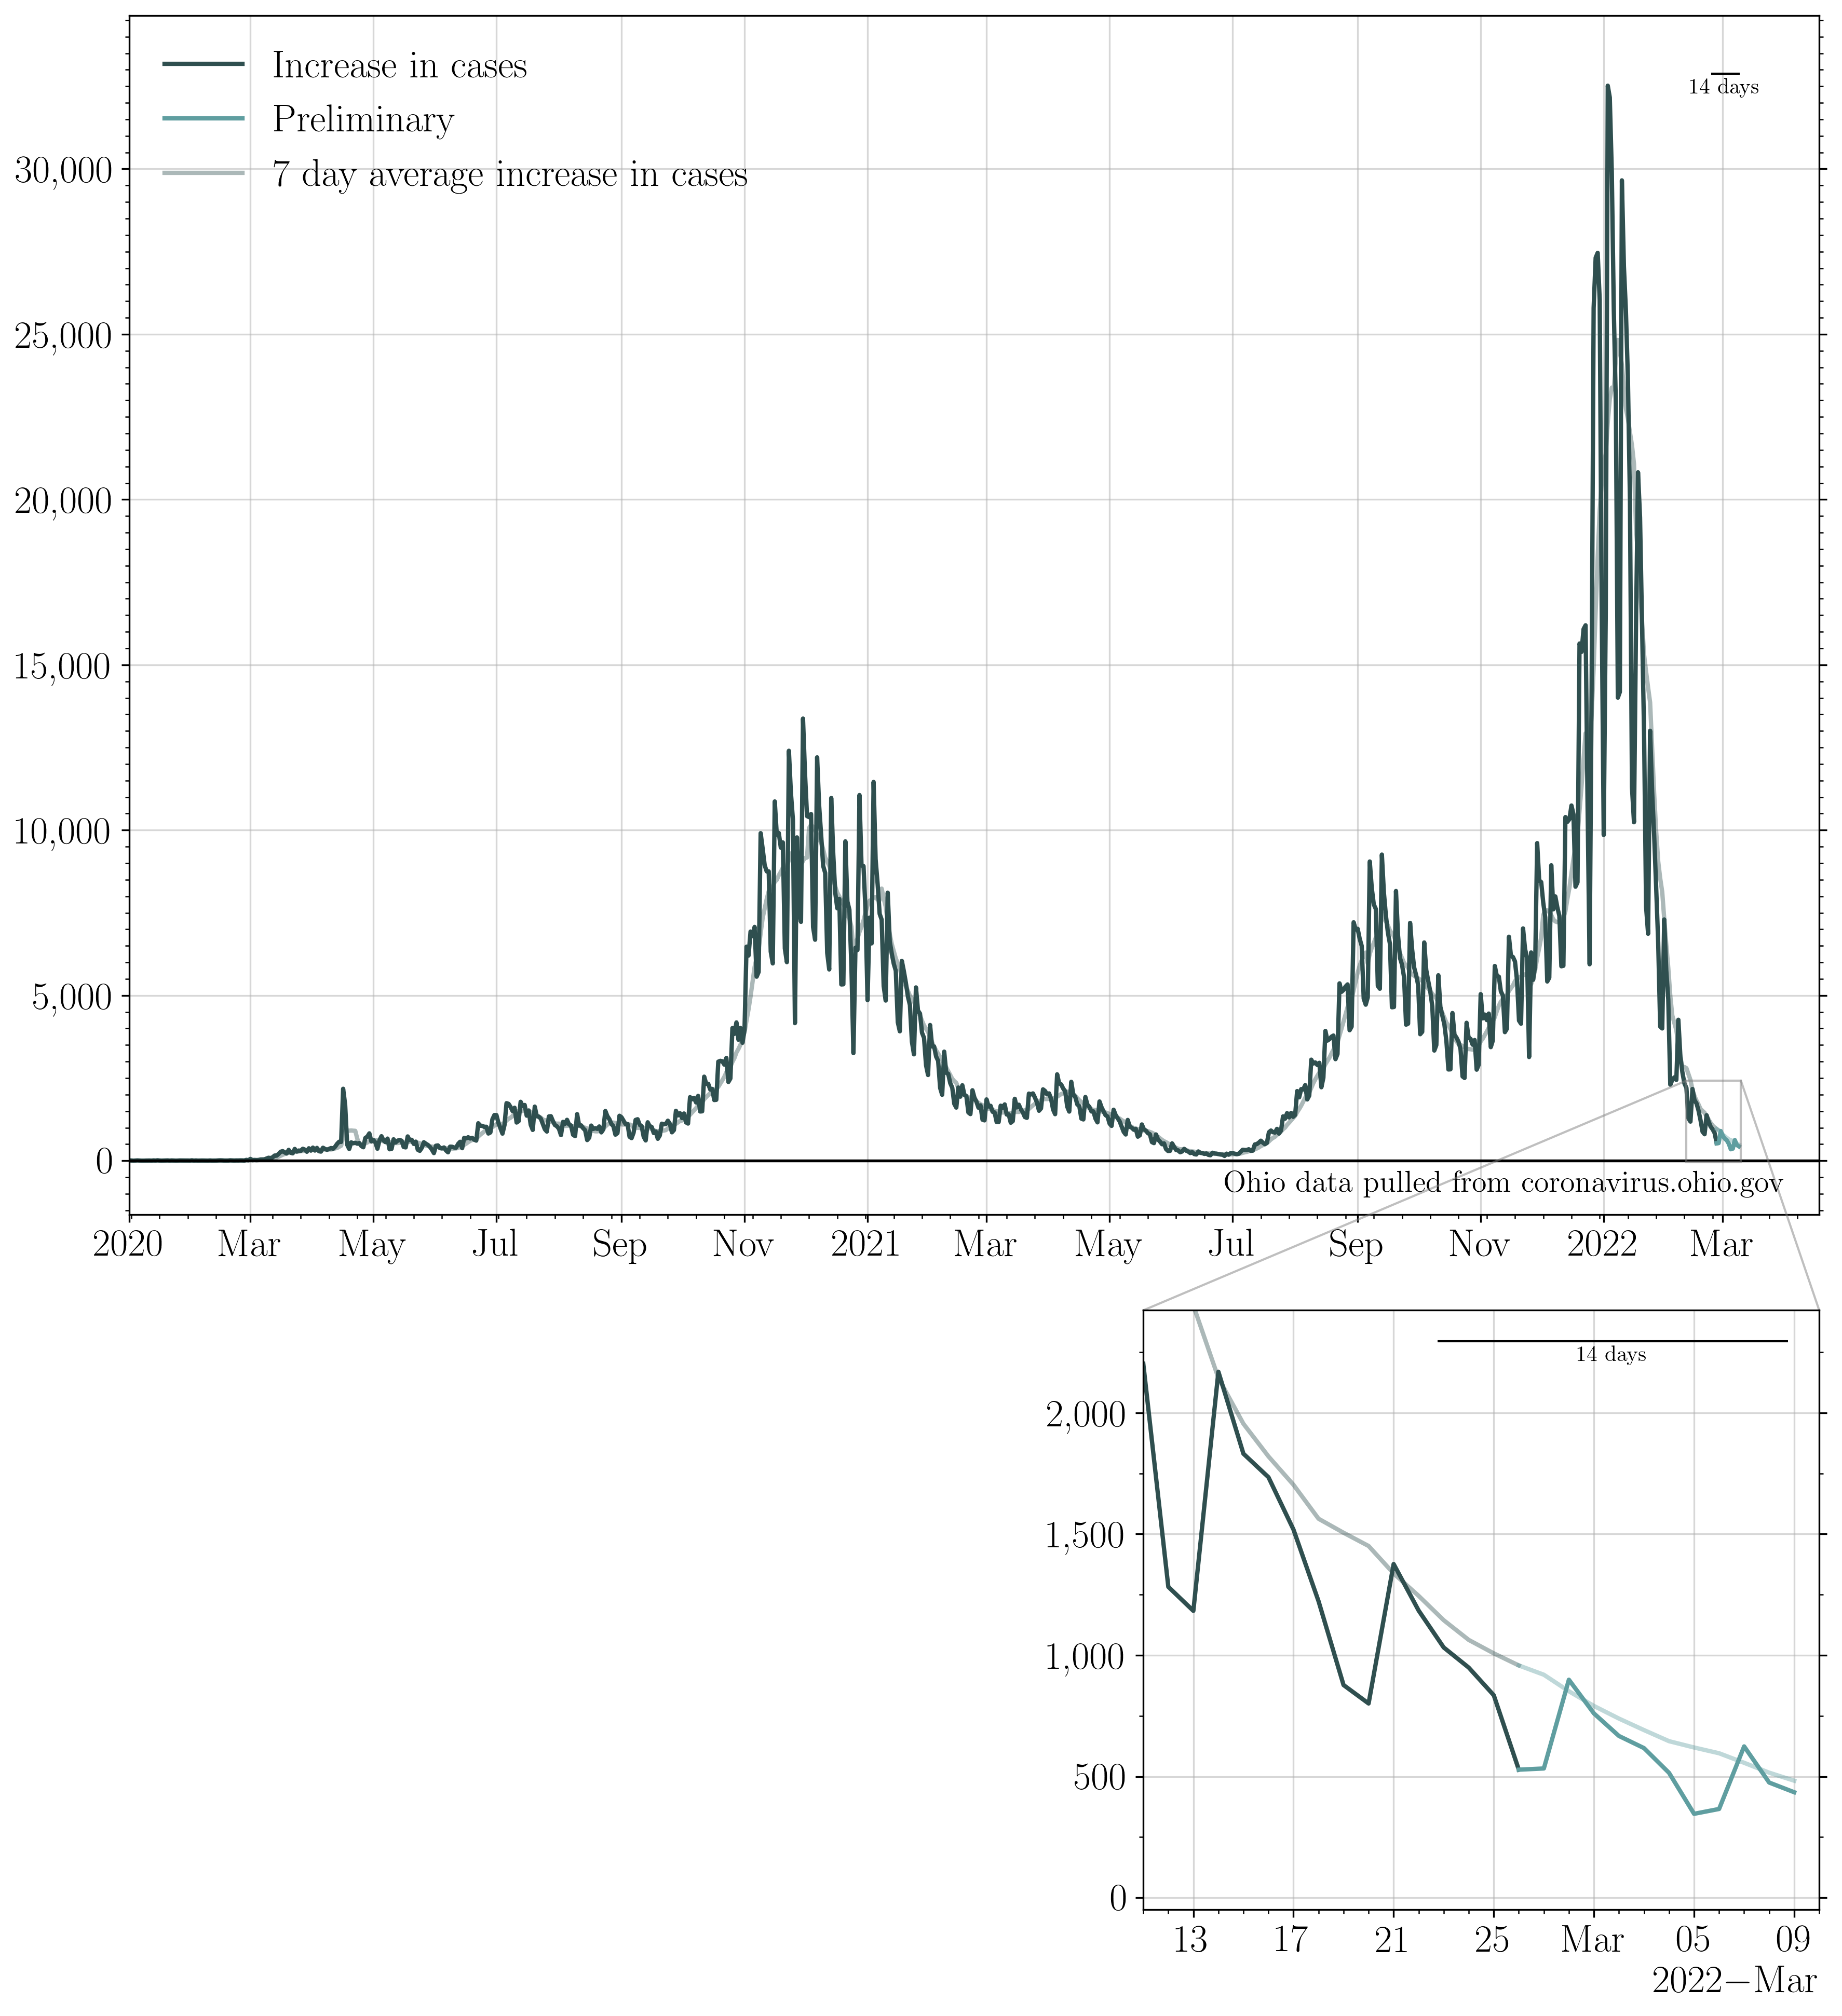 Increase in cases
Preliminary
7 day average increase in cases
14 days
30,000
25,000
20,000
15,000
10,000
5,000
0
Ohio data pulled from coronavirus.ohio.gov
2020 Mar May Jul Sep Nov 2021 Mar May Jul Sep Nov 2022 Mar
14 days
2,000
1,500
1,000
500
0
13 17 21 25 Mar 05 09
2022−Mar